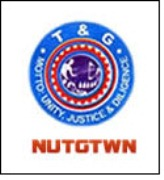 T & G
MOTTO: UNITY, JUSTICE & DILIGENCE
NUTGTWN